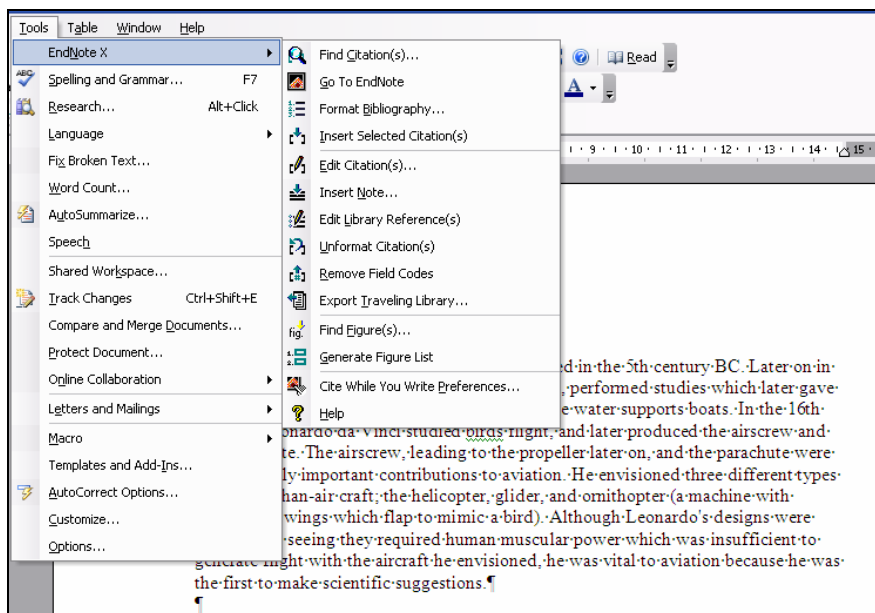 Tools Table Window Help
EndNote X
Spelling and Grammar... F7
Research... Alt+Click
Language
Fix Broken Text...
Word Count...
AutoSummarize...
Speech
Shared Workspace...
Track Changes Ctrl+Shift+E
Compare and Merge Documents...
Protect Document...
Online Collaboration
Letters and Mailings
Macro
Templates and Add-Ins...
AutoCorrect Options...
Customize...
Options...
Find Citation(s)...
Go To EndNote
Format Bibliography...
Insert Selected Citation(s)
Edit Citation(s)...
Insert Note...
Edit Library Reference(s)
Unformat Citation(s)
Remove Field Codes
Export Traveling Library...
Find Figure(s)...
Generate Figure List
Cite While You Write Preferences...
Help
Read
9 10 11 12 13 14 15
in the 5th century BC. Later on in
, performed studies which later gave
water supports boats. In the 16th
da Vinci studied birds flight, and later produced the airscrew and
The airscrew, leading to the propeller later on, and the parachute were
important contributions to aviation. He envisioned three different types
craft; the helicopter, glider, and ornithopter (a machine with
wings which flap to mimic a bird). Although Leonardo's designs were
seeing they required human muscular power which was insufficient to
generate flight with the aircraft he envisioned, he was vital to aviation because he was
the first to make scientific suggestions.¶
¶